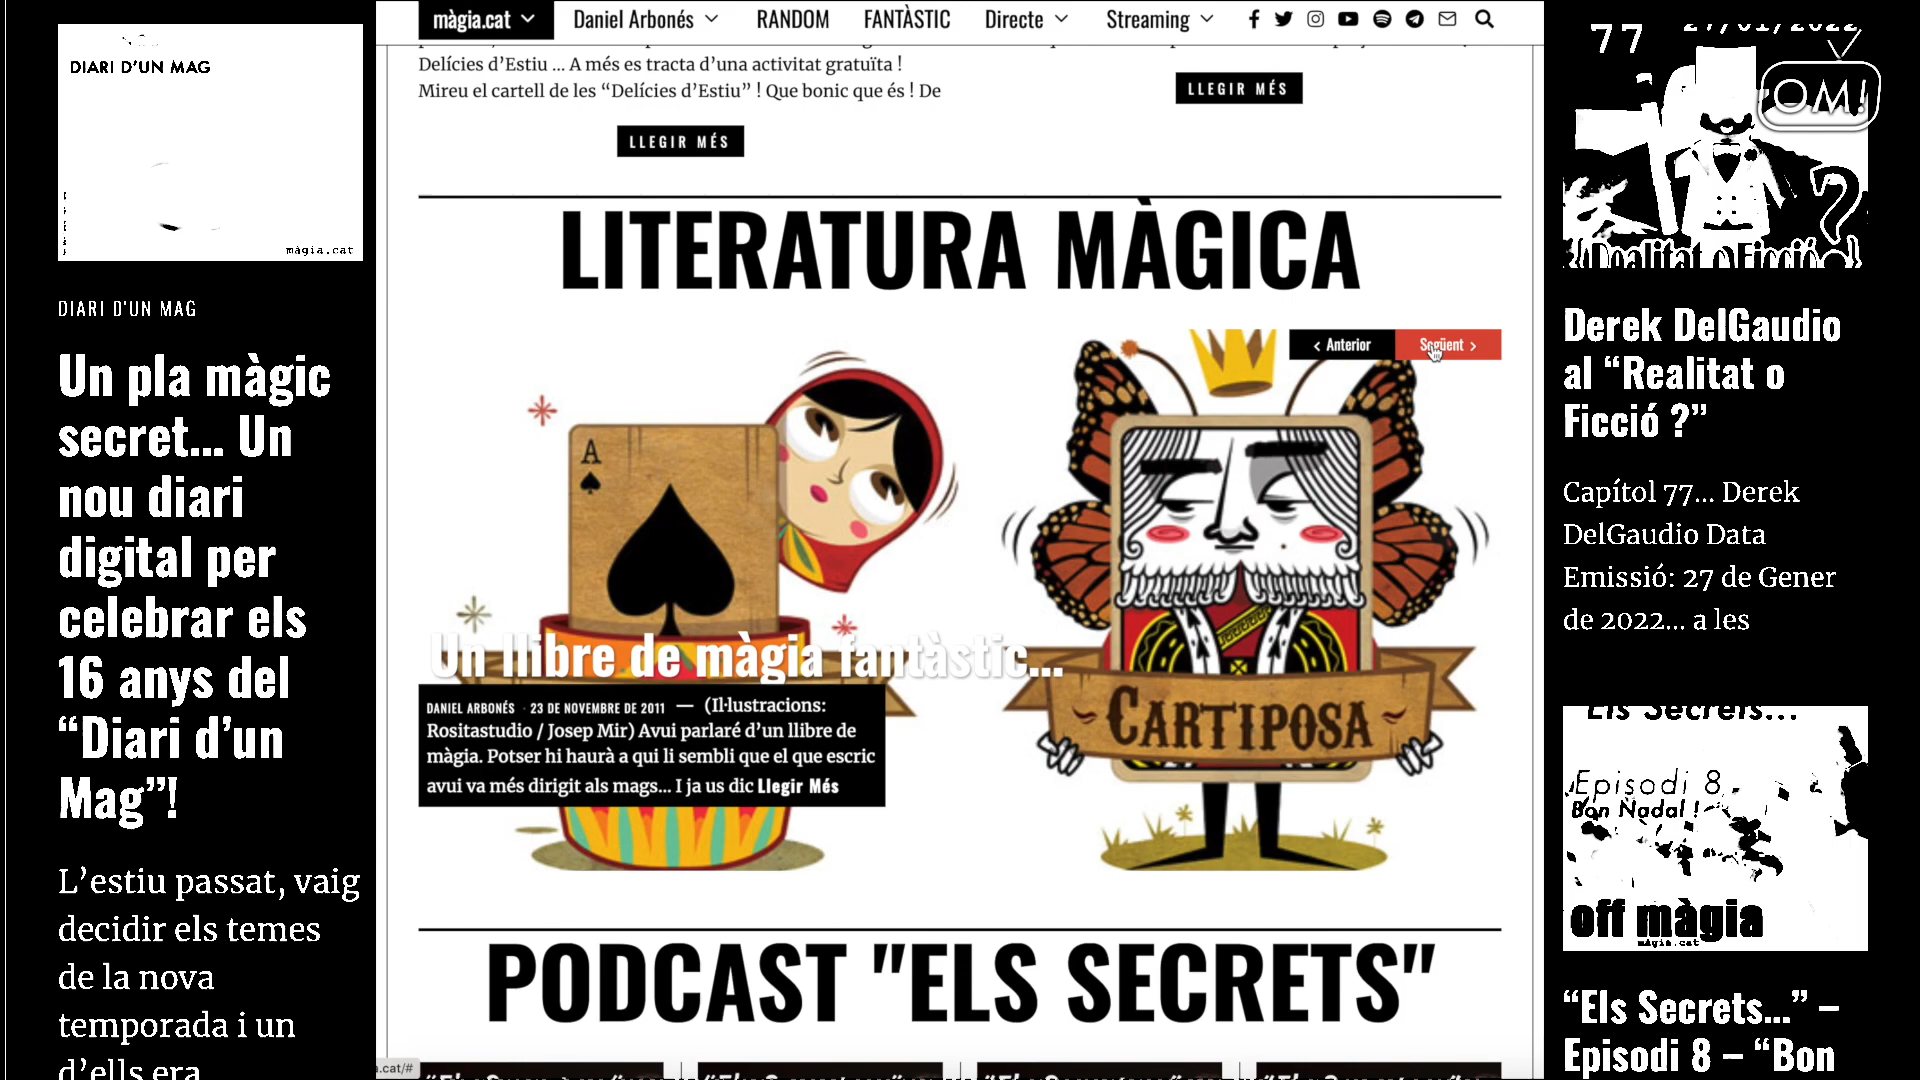 màgia.cat
Daniel Arbonés
RANDOM
FANTÀSTIC
Directe
Streaming
Delícies d’Estiu ... A més es tracta d’una activitat gratuïta !
Mireu el cartell de les “Delícies d’Estiu” ! Que bonic que és ! De
LLEGIR MÉS
LLEGIR MÉS
LITERATURA MÀGICA
‹ Anterior
Següent ›
A
CARTIPOSA
Un llibre de màgia fantàstic...
DANIEL ARBONÉS · 23 DE NOVEMBRE DE 2011 — (Il·lustracions:
Rositastudio / Josep Mir) Avui parlaré d’un llibre de
màgia. Potser hi haurà a qui li sembli que el que escric
avui va més dirigit als mags... I ja us dic Llegir Més
PODCAST "ELS SECRETS"
.cat/#
DIARI D’UN MAG
màgia.cat
DIARI D'UN MAG
Un pla màgic
secret... Un
nou diari
digital per
celebrar els
16 anys del
“Diari d’un
Mag”!
L’estiu passat, vaig
decidir els temes
de la nova
temporada i un
d’ells era
77
27/01/2022
OM!
?
¿Realitat o Ficció?
Derek DelGaudio
al “Realitat o
Ficció ?”
Capítol 77... Derek
DelGaudio Data
Emissió: 27 de Gener
de 2022... a les
Els Secrets...
Episodi 8
Bon Nadal !
off màgia
màgia.cat
“Els Secrets...” –
Episodi 8 – “Bon